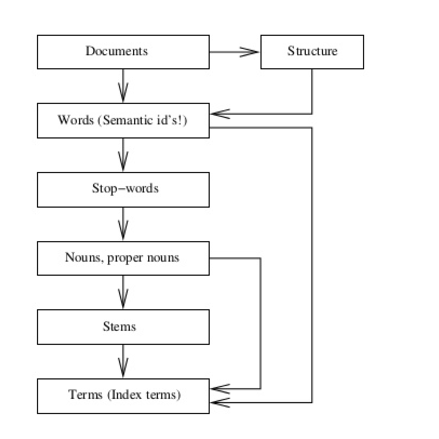 Documents
Structure
Words (Semantic id's!)
Stop−words
Nouns, proper nouns
Stems
Terms (Index terms)